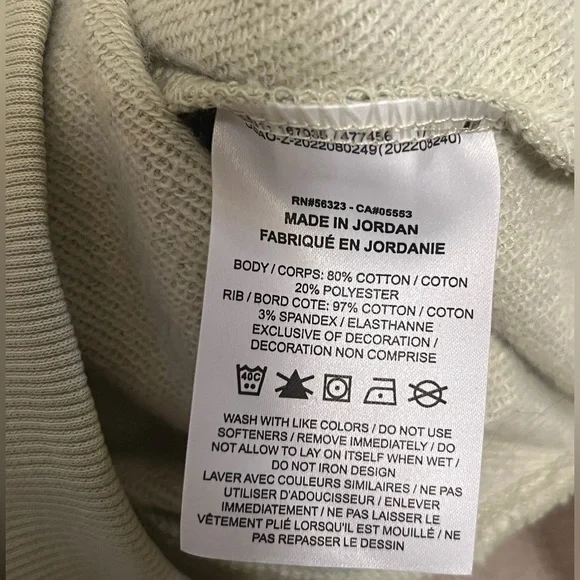 /477456
RN#56323 - CA#05553
MADE IN JORDAN
FABRIQUÉ EN JORDANIE
BODY / CORPS: 80% COTTON / COTON
20% POLYESTER
RIB / BORD COTE: 97% COTTON / COTON
3% SPANDEX / ELASTHANNE
EXCLUSIVE OF DECORATION /
DECORATION NON COMPRISE
40C
WASH WITH LIKE COLORS / DO NOT USE
SOFTENERS / REMOVE IMMEDIATELY / DO
NOT ALLOW TO LAY ON ITSELF WHEN WET /
DO NOT IRON DESIGN
LAVER AVEC COULEURS SIMILAIRES / NE PAS
UTILISER D'ADOUCISSEUR / ENLEVER
IMMEDIATEMENT / NE PAS LAISSER LE
VÊTEMENT PLIÉ LORSQU'IL EST MOUILLÉ / NE
PAS REPASSER LE DESSIN